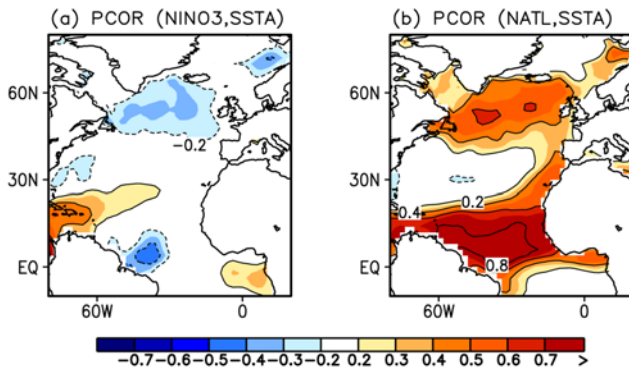 (a) PCOR (NINO3,SSTA)
(b) PCOR (NATL,SSTA)
60N
30N
EQ
60W
0
-0.2
60N
30N
EQ
60W
0
0.2
0.4
0.8
-0.7 -0.6 -0.5 -0.4 -0.3 -0.2 0.2 0.3 0.4 0.5 0.6 0.7 >